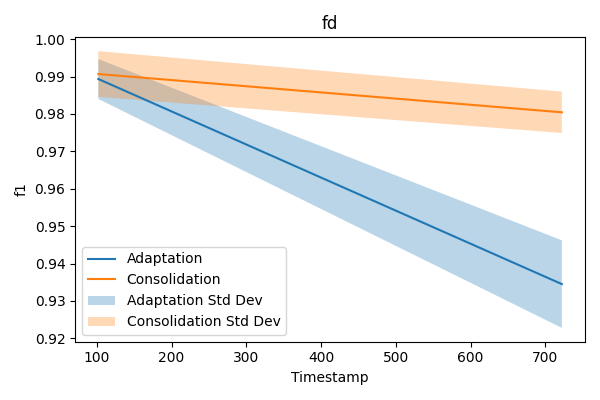 fd
1.00
0.99
0.98
0.97
0.96
0.95
0.94
0.93
0.92
f1
Adaptation
Consolidation
Adaptation Std Dev
Consolidation Std Dev
100 200 300 400 500 600 700
Timestamp